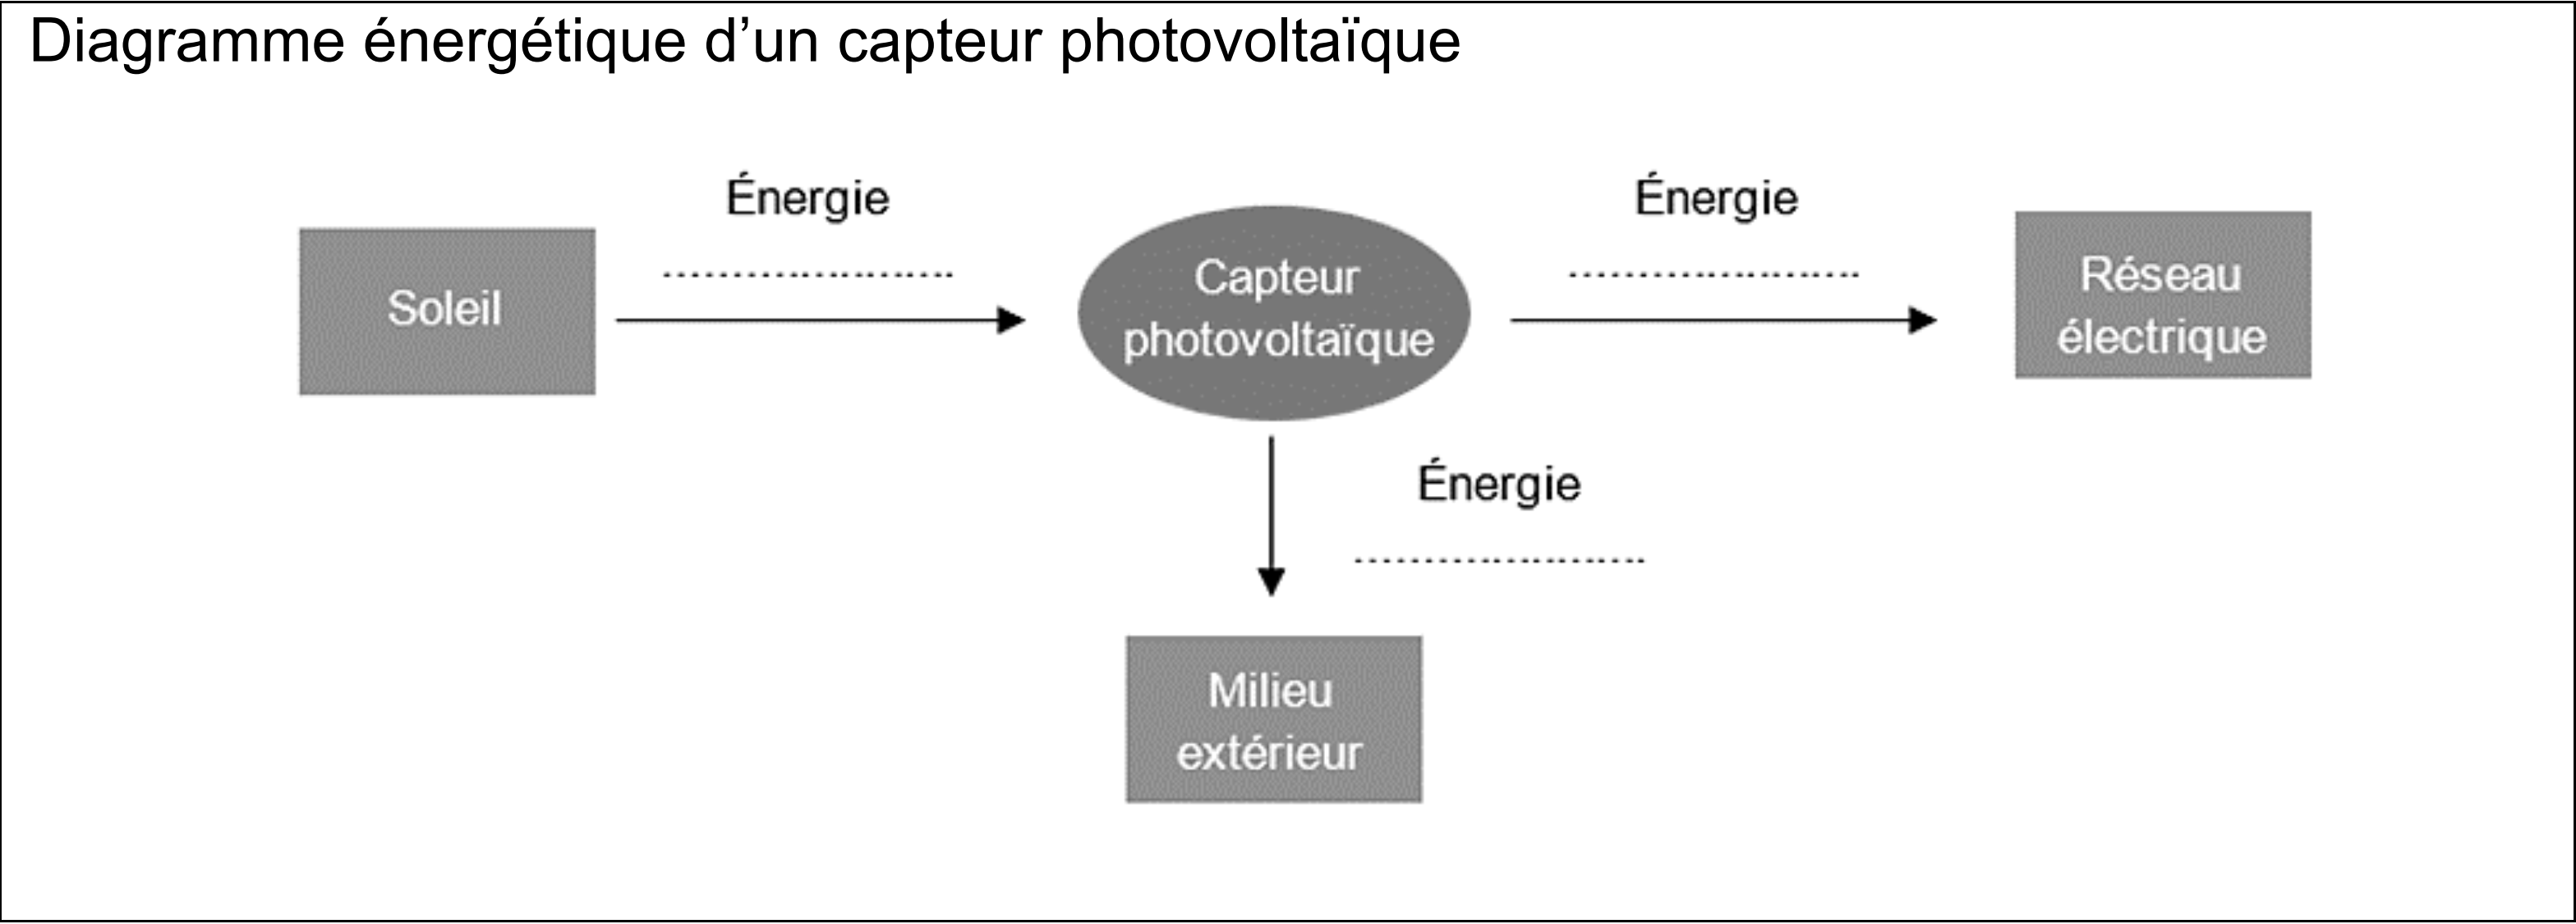 Diagramme énergétique d’un capteur photovoltaïque
Énergie
Énergie
Soleil
Capteur
photovoltaïque
Réseau
électrique
Énergie
Milieu
extérieur